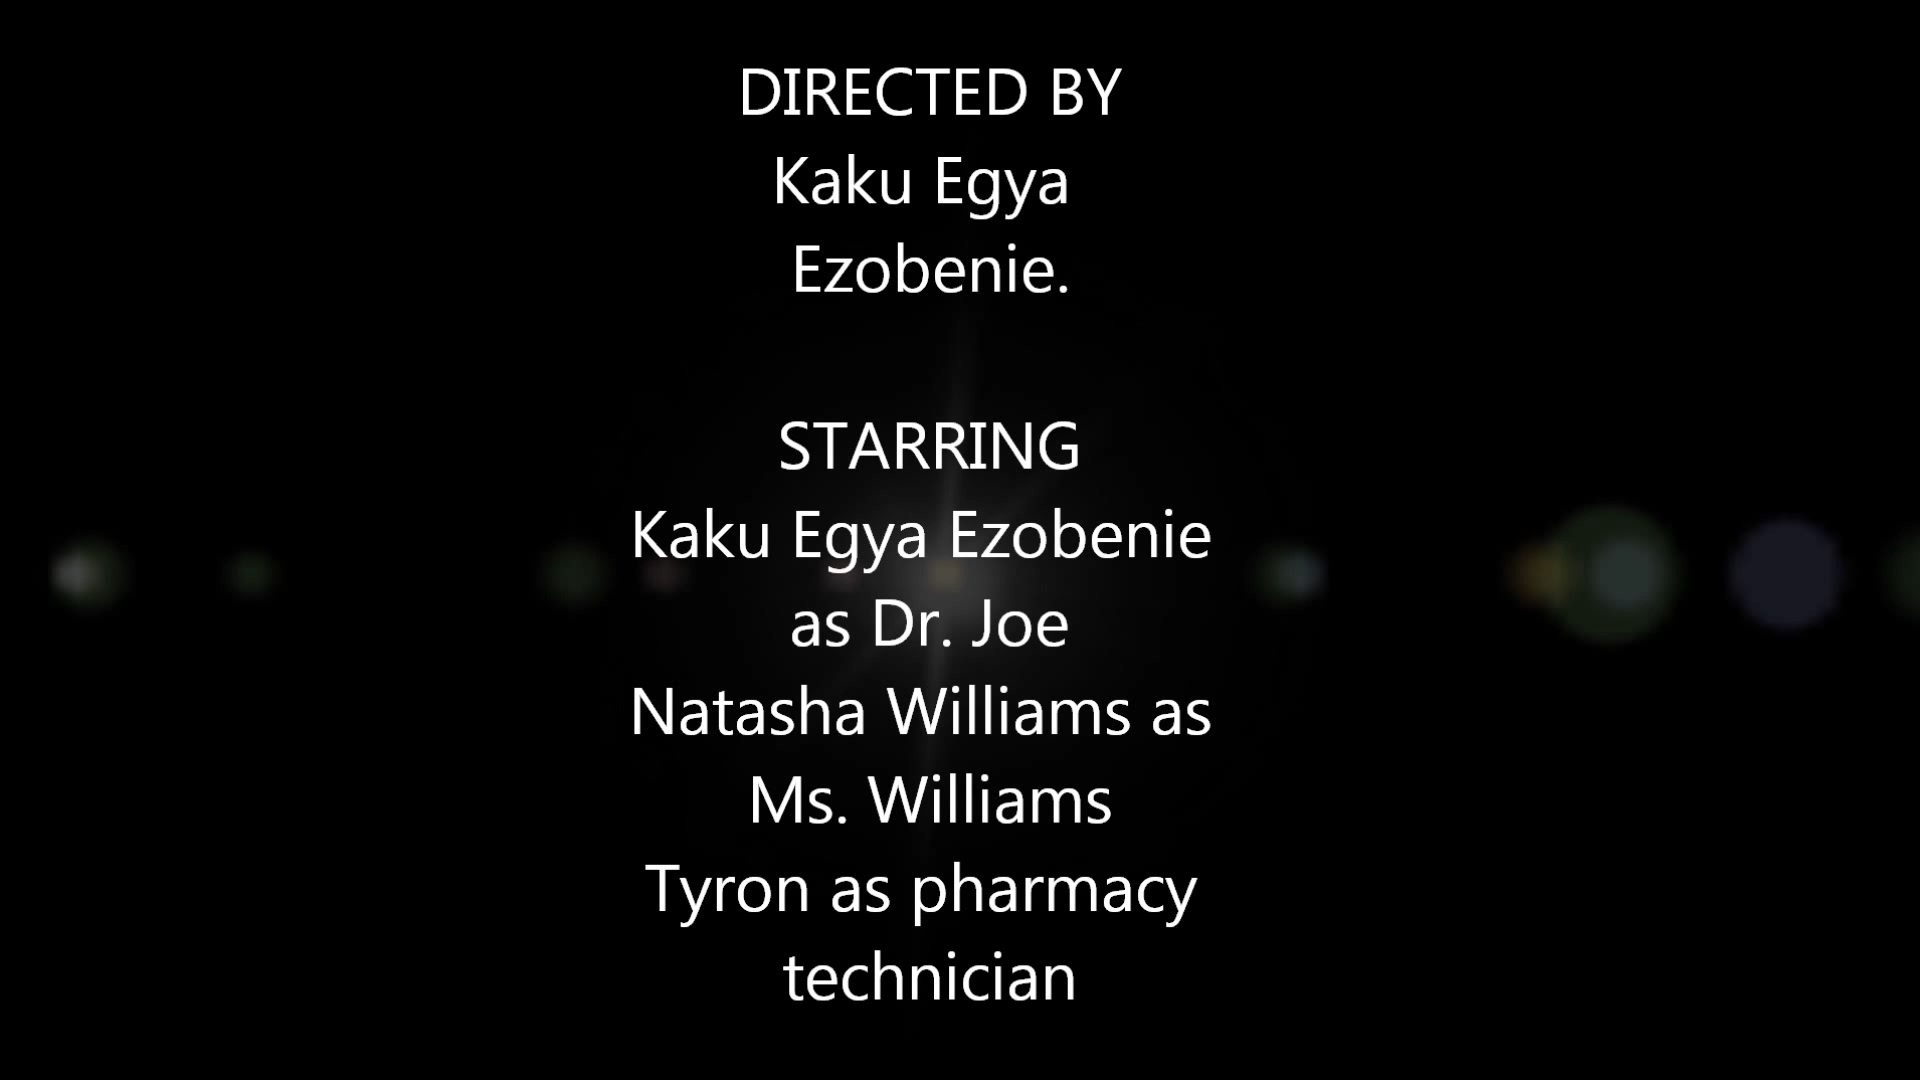 DIRECTED BY
Kaku Egya
Ezobenie.
STARRING
Kaku Egya Ezobenie
as Dr. Joe
Natasha Williams as
Ms. Williams
Tyron as pharmacy
technician